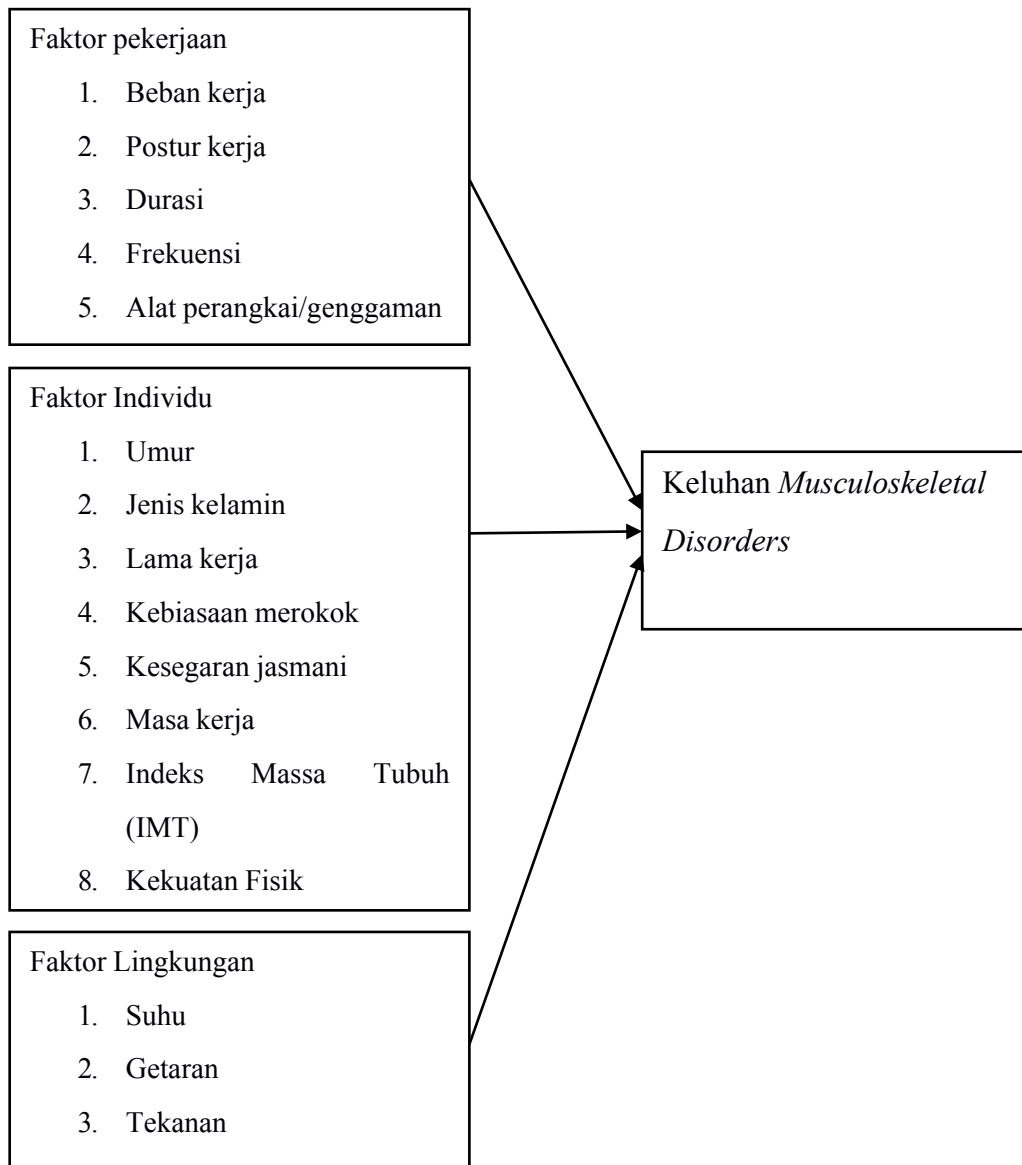 Faktor pekerjaan
1. Beban kerja
2. Postur kerja
3. Durasi
4. Frekuensi
5. Alat perangkai/genggaman
Faktor Individu
1. Umur
2. Jenis kelamin
3. Lama kerja
4. Kebiasaan merokok
5. Kesegaran jasmani
6. Masa kerja
7. Indeks Massa Tubuh
(IMT)
8. Kekuatan Fisik
Faktor Lingkungan
1. Suhu
2. Getaran
3. Tekanan
Keluhan Musculoskeletal
Disorders